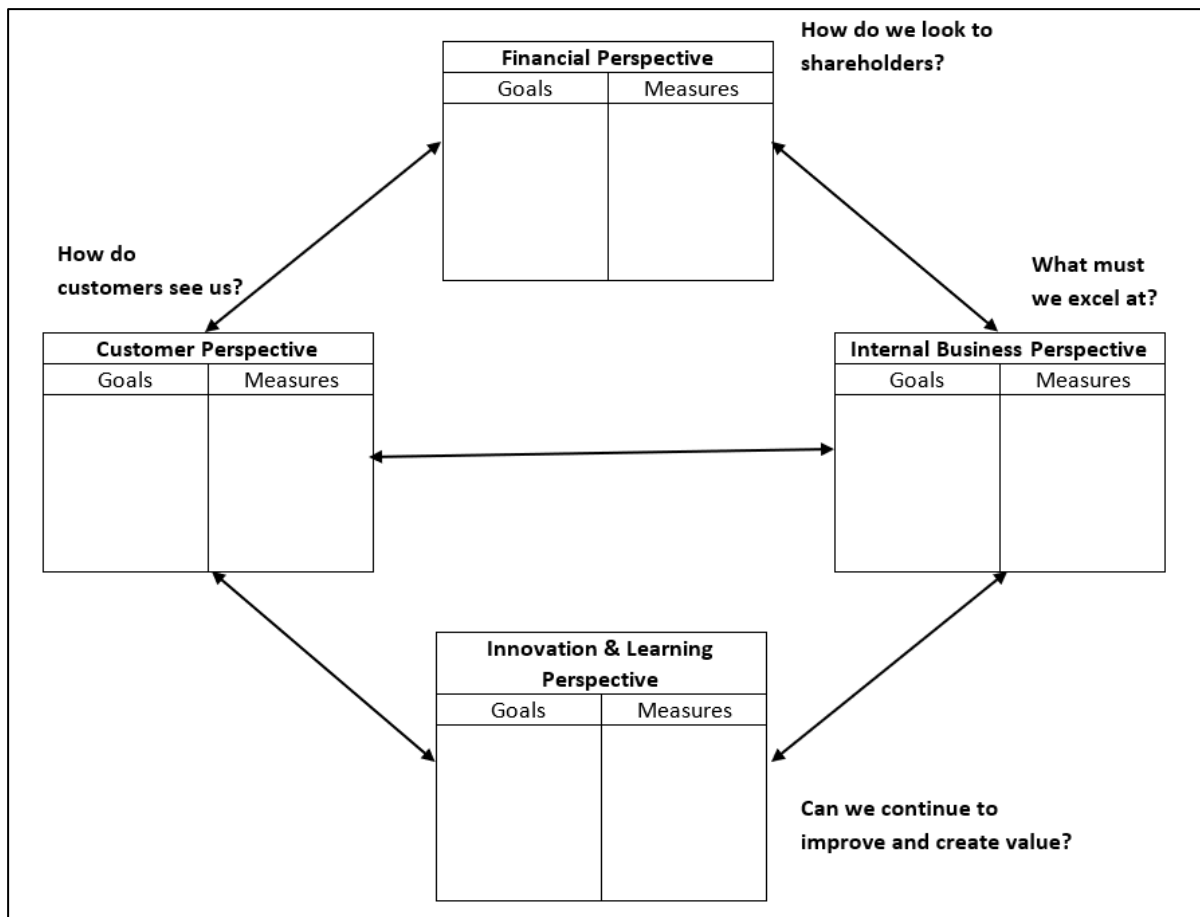 How do we look to
shareholders?
Financial Perspective
Goals Measures
How do
customers see us?
What must
we excel at?
Customer Perspective
Goals Measures
Internal Business Perspective
Goals Measures
Innovation & Learning
Perspective
Goals Measures
Can we continue to
improve and create value?